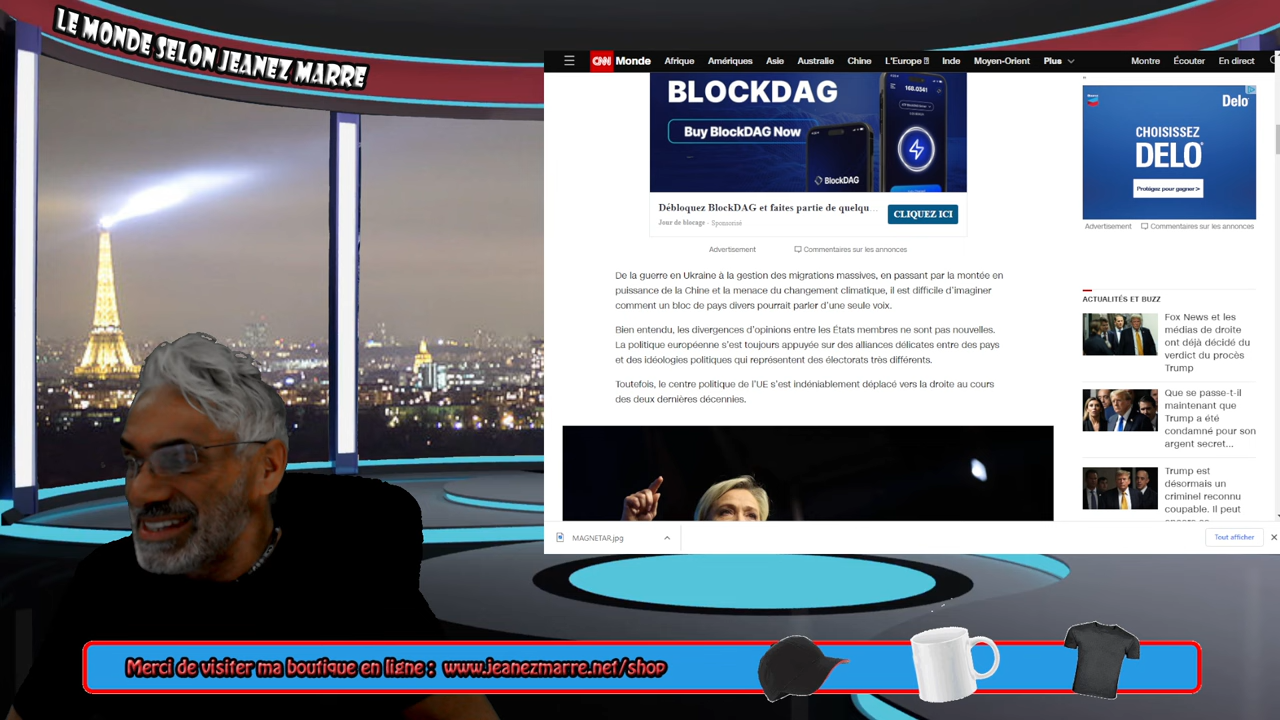 LE MONDE SELON JEANEZ MARRE
CNN Monde Afrique Amériques Asie Australie Chine L'Europe Inde Moyen-Orient Plus Montre Écouter En direct
BLOCKDAG
Buy BlockDAG Now
168.0341
BlockDAG
Débloquez BlockDAG et faites partie de quelqu...
Jour de blocage - Sponsorisé
CLIQUEZ ICI
Advertisement Commentaires sur les annonces
De la guerre en Ukraine à la gestion des migrations massives, en passant par la montée en
puissance de la Chine et la menace du changement climatique, il est difficile d'imaginer
comment un bloc de pays divers pourrait parler d'une seule voix.
Bien entendu, les divergences d'opinions entre les États membres ne sont pas nouvelles.
La politique européenne s'est toujours appuyée sur des alliances délicates entre des pays
et des idéologies politiques qui représentent des électorats très différents.
Toutefois, le centre politique de l'UE s'est indéniablement déplacé vers la droite au cours
des deux dernières décennies.
Delo
CHOISISSEZ
DELO
Protégez pour gagner >
Advertisement Commentaires sur les annonces
ACTUALITÉS ET BUZZ
Fox News et les
médias de droite
ont déjà décidé du
verdict du procès
Trump
Que se passe-t-il
maintenant que
Trump a été
condamné pour son
argent secret...
Trump est
désormais un
criminel reconnu
coupable. Il peut
MAGNETAR.jpg
Tout afficher
Merci de visiter ma boutique en ligne : www.jeanezmarre.net/shop